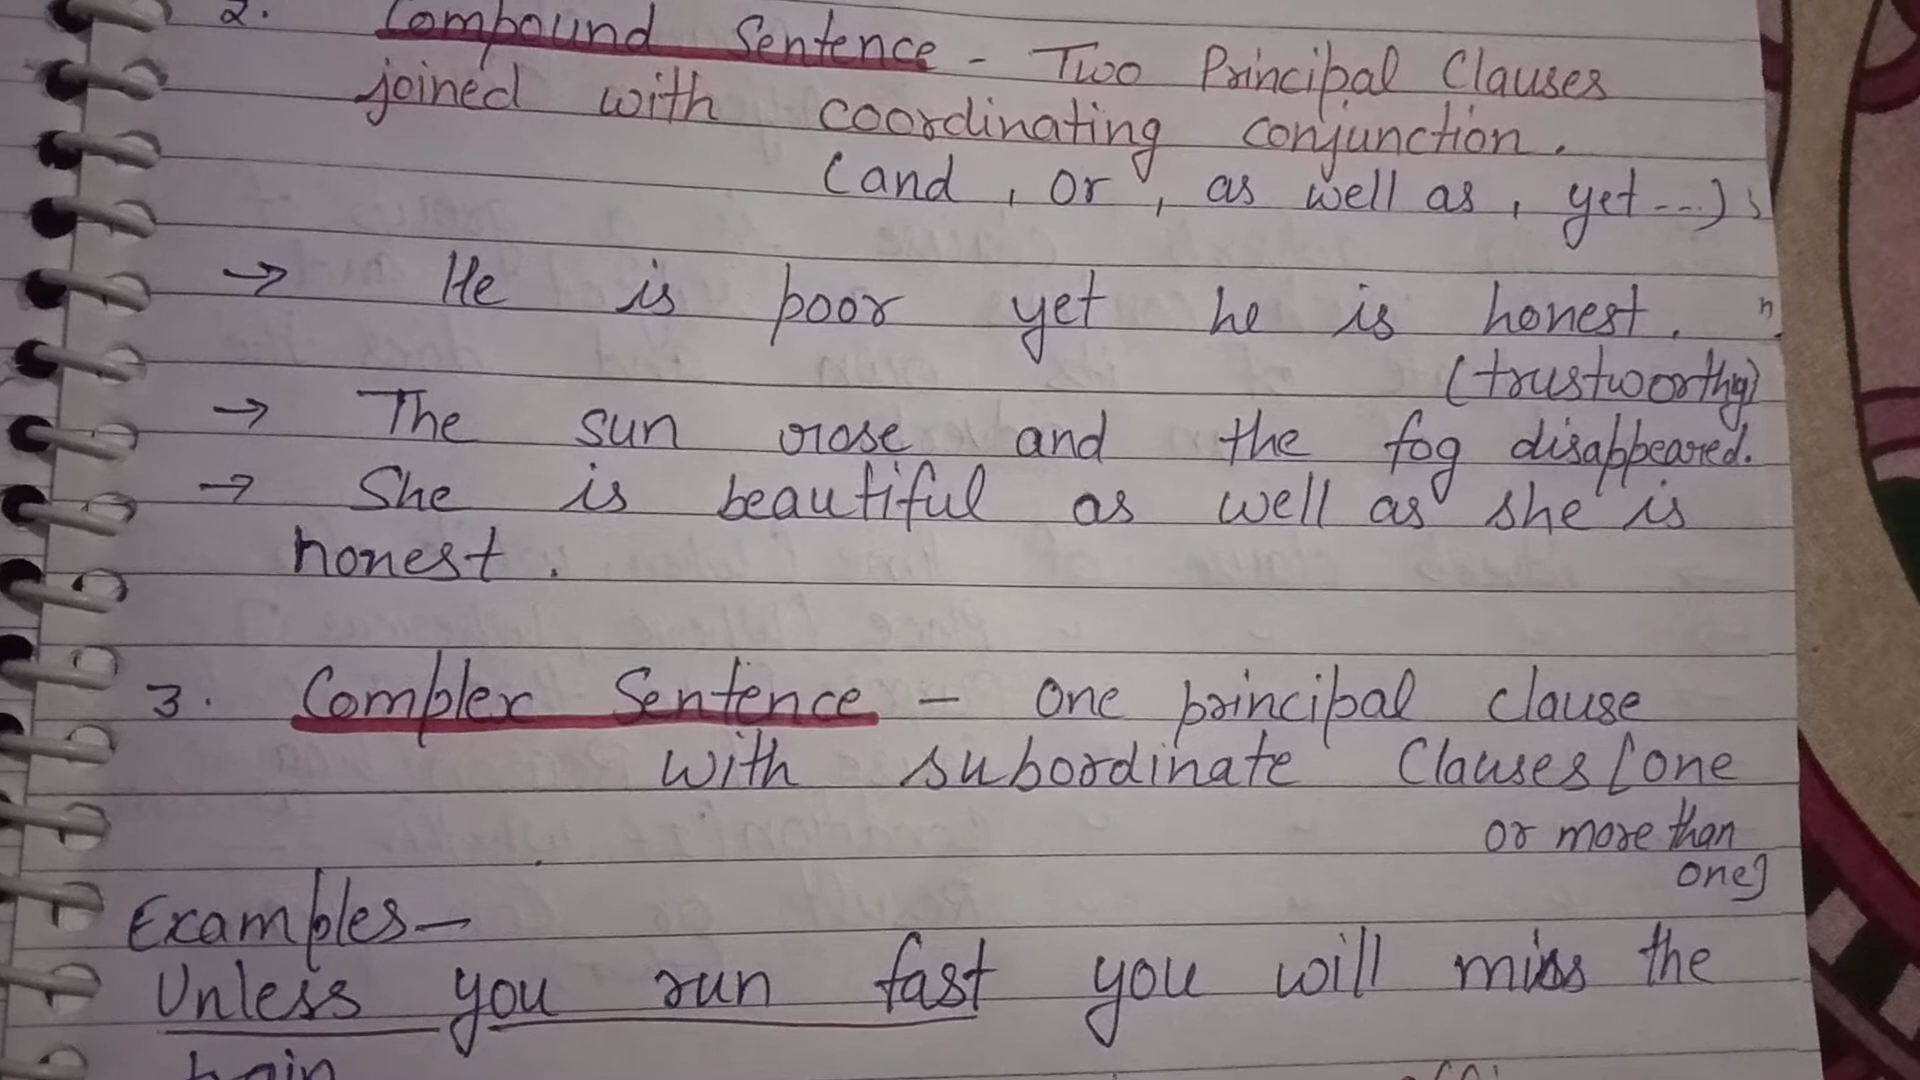 2. Compound Sentence - Two Principal Clauses
joined with coordinating conjunction.
(and, or, as well as, yet---)
→ He is poor yet he is honest.
(trustworthy)
→ The sun rose and the fog disappeared.
→ She is beautiful as well as she is
honest.
3. Complex Sentence - One principal clause
with subordinate Clauses [one
or more than
one]
Examples-
Unless you run fast you will miss the